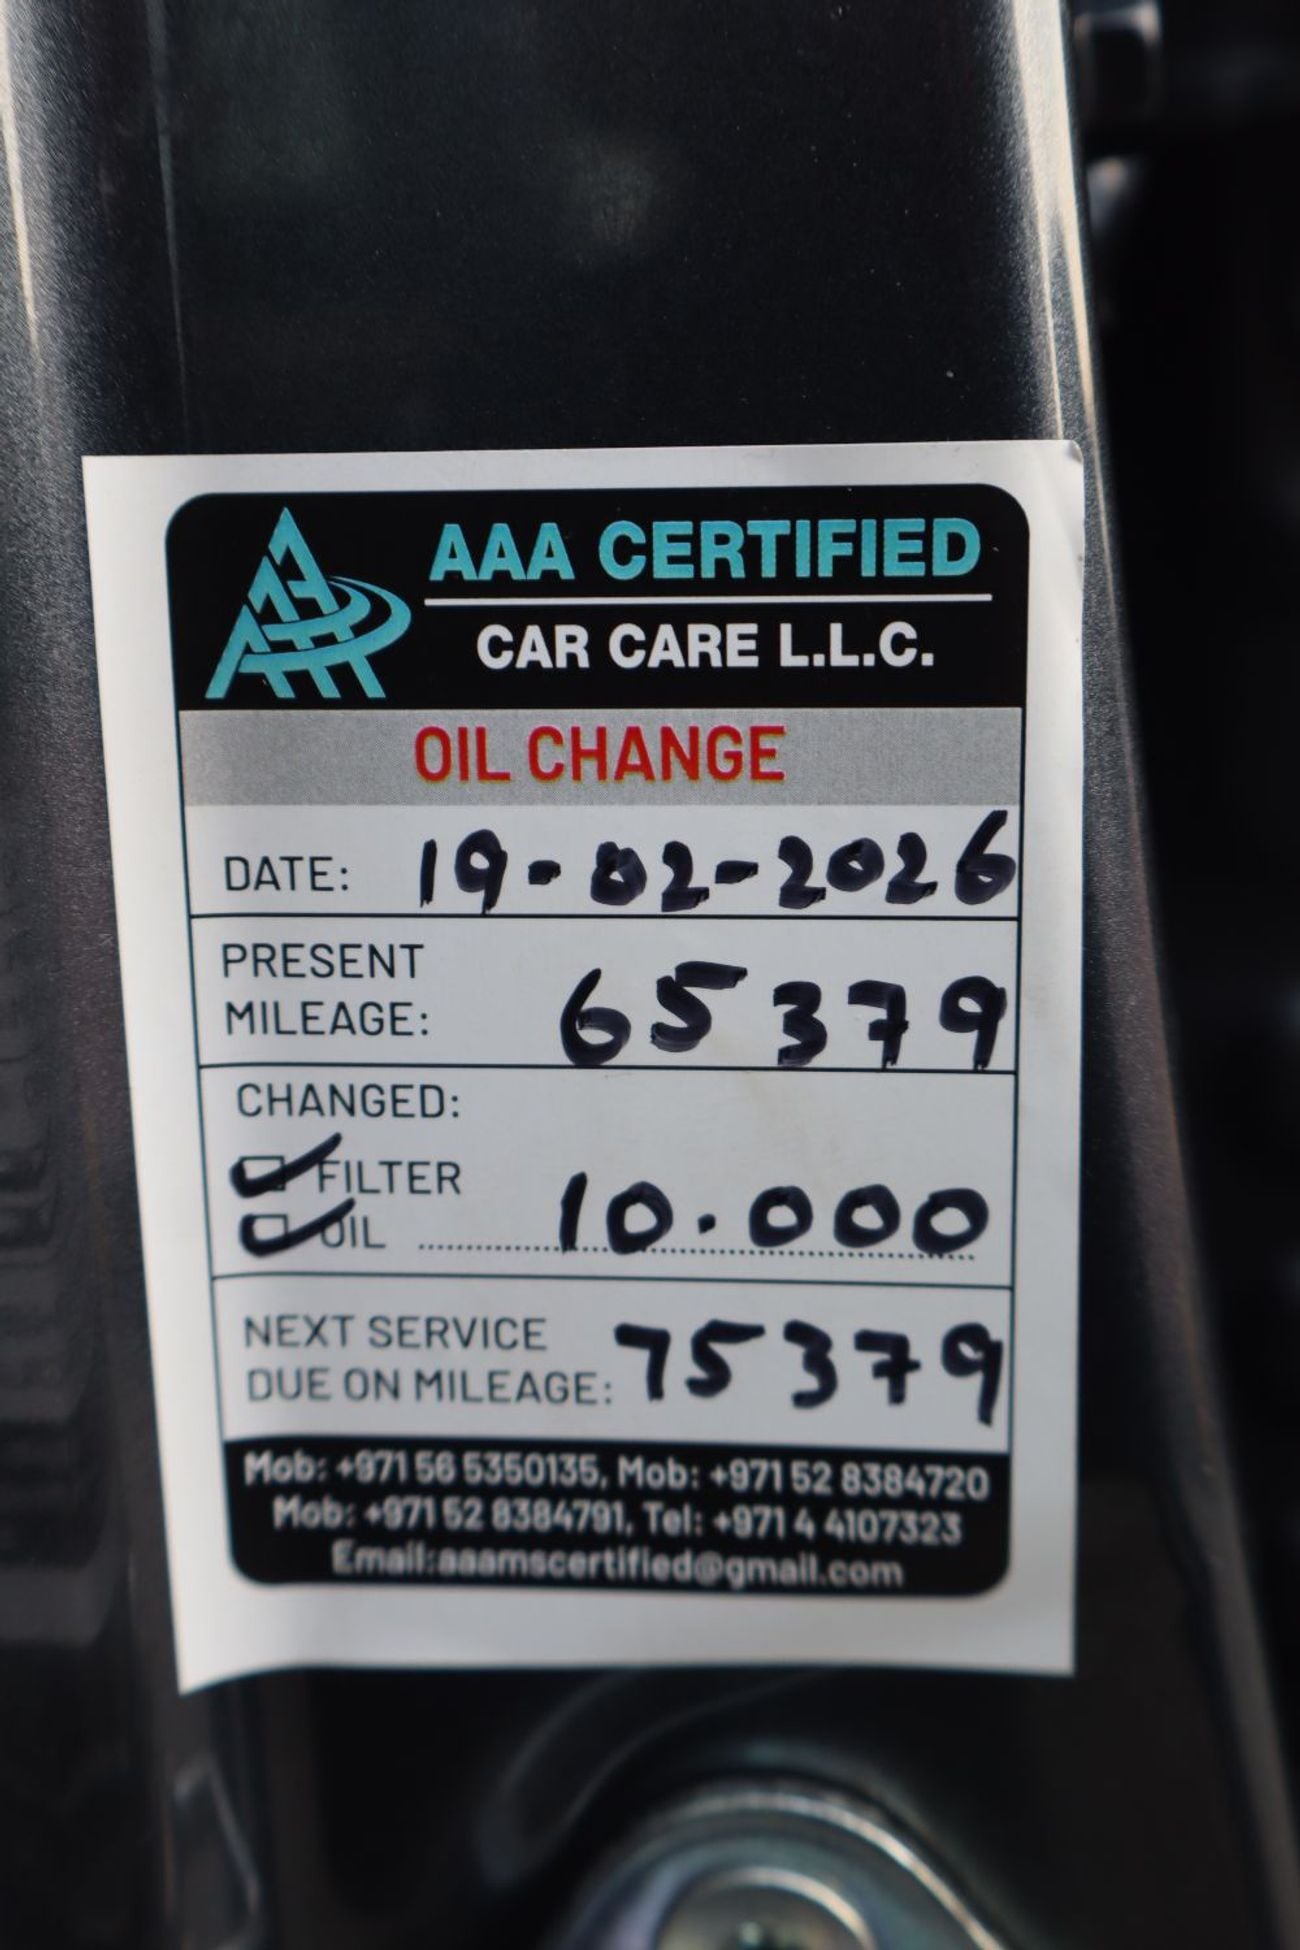 AAA CERTIFIED
CAR CARE L.L.C.
OIL CHANGE
DATE: 19-02-2026
PRESENT
MILEAGE: 65379
CHANGED:
FILTER
OIL 10.000
NEXT SERVICE
DUE ON MILEAGE: 75379
Mob: +971 56 5350135, Mob: +971 52 8384720
Mob: +971 52 8384791, Tel: +971 4 4107323
Email:aaamscertified@gmail.com